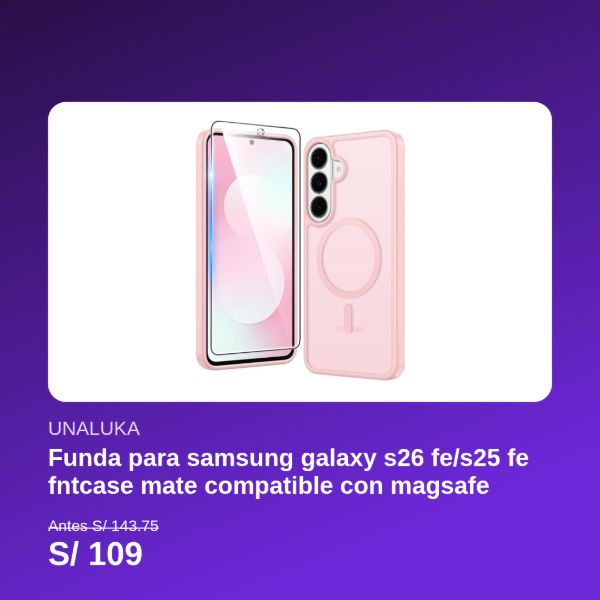 UNALUKA
Funda para samsung galaxy s26 fe/s25 fe
fntcase mate compatible con magsafe
Antes S/ 143.75
S/ 109